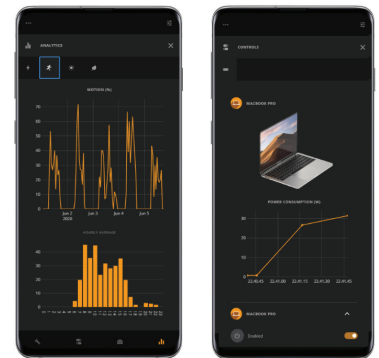 ANALYTICS
MOTION (%)
70
60
50
40
30
20
10
0
Jun 2
2020
Jun 3
Jun 4
Jun 5
HOURLY AVERAGE
40
30
20
10
0
CONTROLS
MACBOOK PRO
POWER CONSUMPTION (%)
30
20
10
0
22.40.45
22.41.00
22.41.15
22.41.30
22.41.45
MACBOOK PRO
Enabled